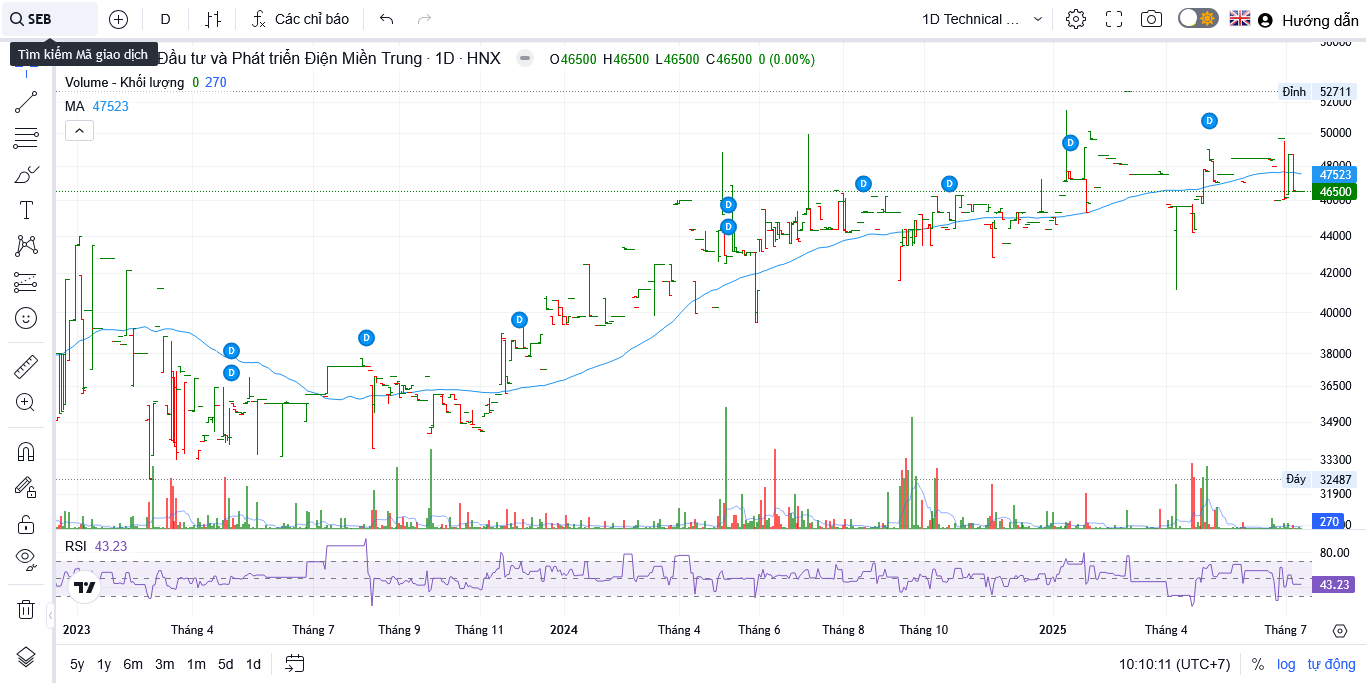 SEB
D
Các chỉ báo
1D Technical ...
Hướng dẫn
Tìm kiếm Mã giao dịch
Đầu tư và Phát triển Điện Miền Trung · 1D · HNX
O46500 H46500 L46500 C46500 0 (0.00%)
Volume - Khối lượng 0 270
MA 47523
Đỉnh 52711
52000
50000
48000
47523
46500
46000
44000
42000
40000
38000
36500
34900
33300
Đáy 32487
31900
270
D
D
D
D
D
D
D
D
D
D
RSI 43.23
80.00
43.23
2023 Tháng 4 Tháng 7 Tháng 9 Tháng 11 2024 Tháng 4 Tháng 6 Tháng 8 Tháng 10 2025 Tháng 4 Tháng 7
5y 1y 6m 3m 1m 5d 1d
10:10:11 (UTC+7) % log tự động